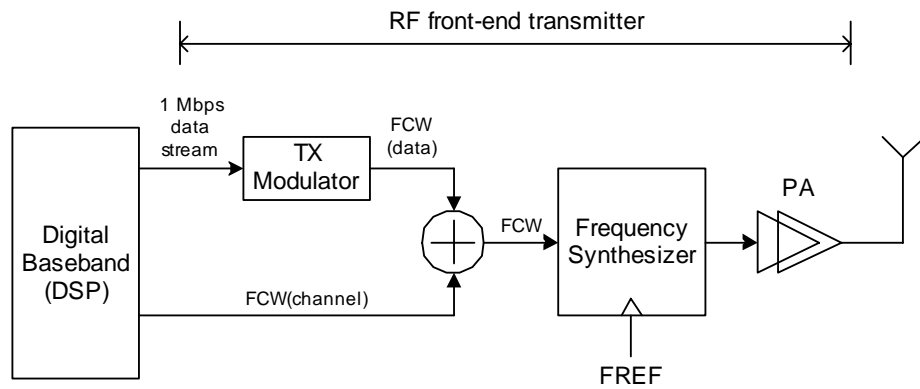 RF front-end transmitter
1 Mbps
data
stream
FCW
(data)
TX
Modulator
PA
Digital
Baseband
(DSP)
FCW
Frequency
Synthesizer
FCW(channel)
FREF